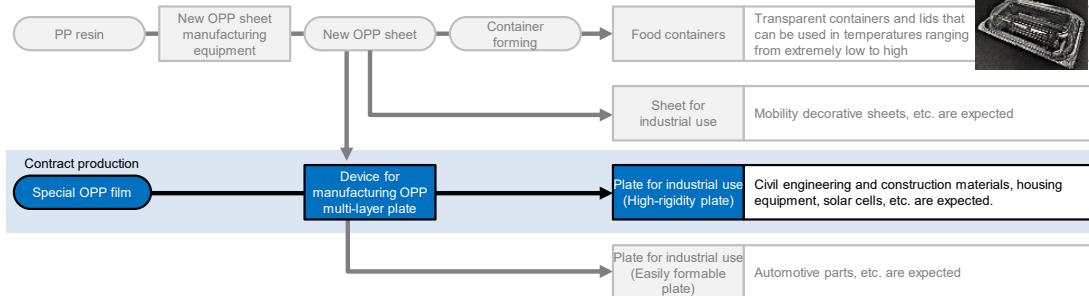 PP resin
New OPP sheet
manufacturing
equipment
New OPP sheet
Container
forming
Food containers
Transparent containers and lids that
can be used in temperatures ranging
from extremely low to high
Sheet for
industrial use
Mobility decorative sheets, etc. are expected
Contract production
Special OPP film
Device for
manufacturing OPP
multi-layer plate
Plate for industrial use
(High-rigidity plate)
Civil engineering and construction materials, housing
equipment, solar cells, etc. are expected.
Plate for industrial use
(Easily formable
plate)
Automotive parts, etc. are expected